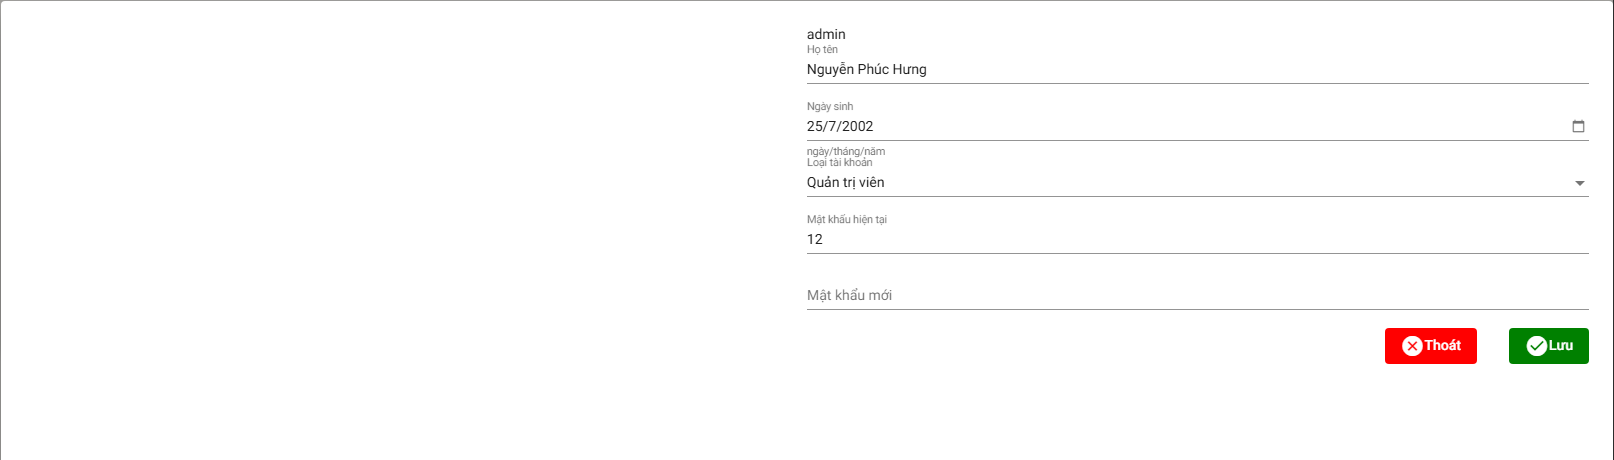 admin
Họ tên
Nguyễn Phúc Hưng
Ngày sinh
25/7/2002
ngày/tháng/năm
Loại tài khoản
Quản trị viên
Mật khẩu hiện tại
12
Mật khẩu mới
Thoát
Lưu